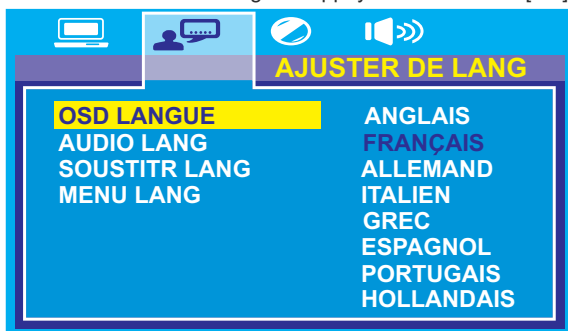 AJUSTER DE LANG
OSD LANGUE
AUDIO LANG
SOUSTITR LANG
MENU LANG
ANGLAIS
FRANÇAIS
ALLEMAND
ITALIEN
GREC
ESPAGNOL
PORTUGAIS
HOLLANDAIS